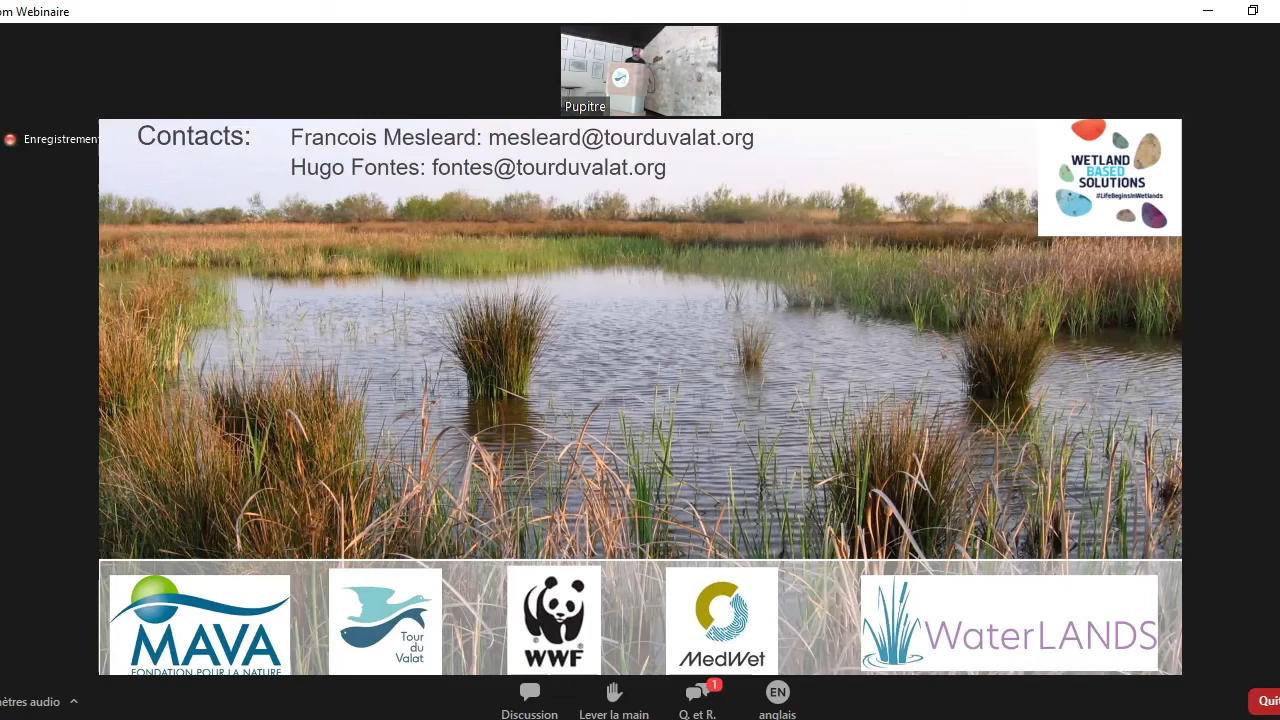 om Webinaire
Pupitre
Enregistrement
Contacts:
Francois Mesleard: mesleard@tourduvalat.org
Hugo Fontes: fontes@tourduvalat.org
WETLAND
BASED
SOLUTIONS
#LifeBeginsInWetlands
MAVA
FONDATION POUR LA NATURE
Tour
du
Valat
WWF
MedWet
WaterLANDS
nètres audio
Discussion
Lever la main
1
Q. et R.
EN
anglais
Quit